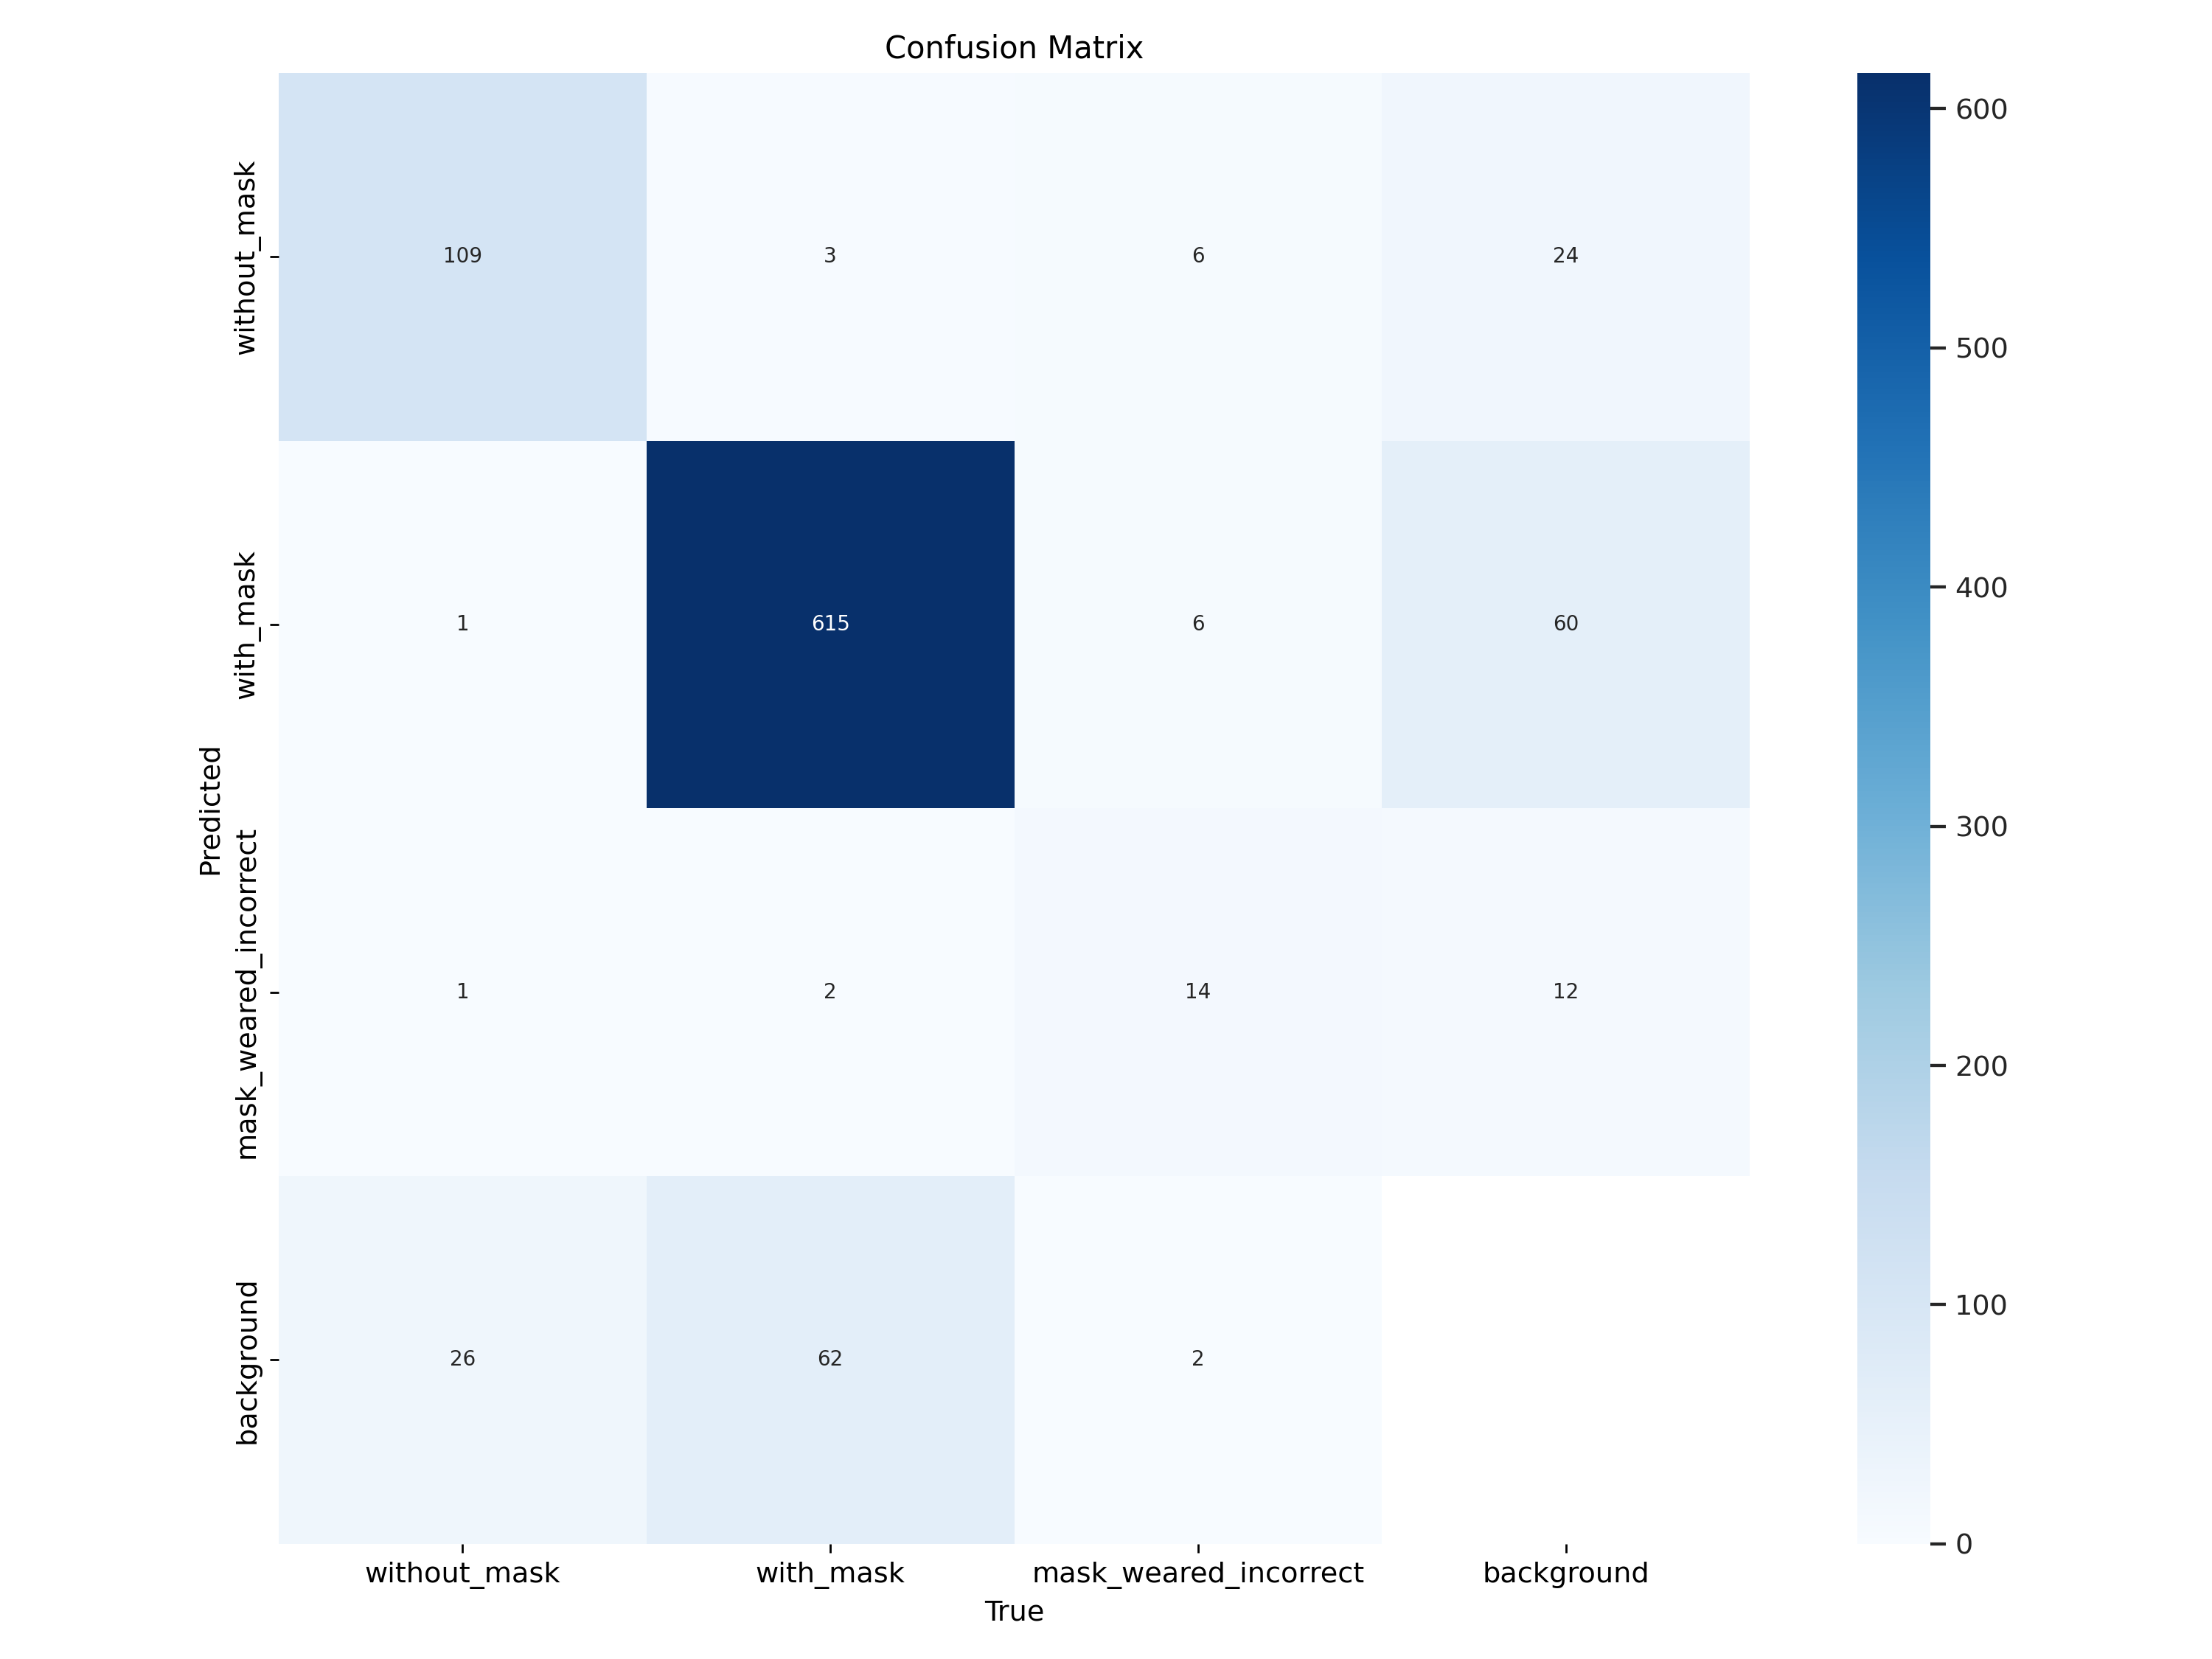 Confusion Matrix
without_mask
109
3
6
24
with_mask
1
615
6
60
mask_weared_incorrect
1
2
14
12
background
26
62
2
Predicted
without_mask
with_mask
mask_weared_incorrect
background
True
600
500
400
300
200
100
0